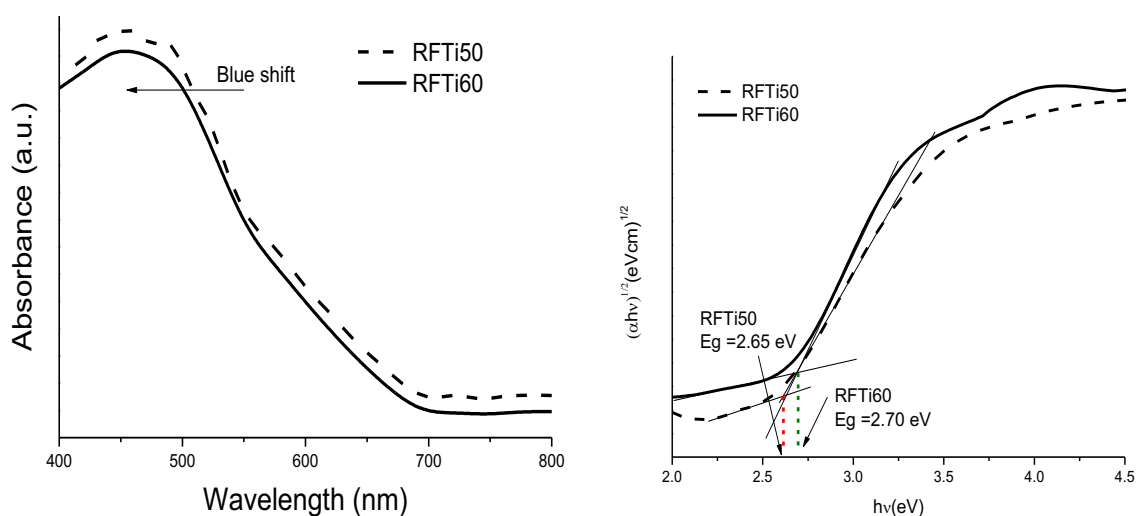 RFTi50
RFTi60
Blue shift
Absorbance (a.u.)
400 500 600 700 800
Wavelength (nm)
RFTi50
RFTi60
(αhν)^1/2(eVcm)^1/2
RFTi50
Eg =2.65 eV
RFTi60
Eg =2.70 eV
2.0 2.5 3.0 3.5 4.0 4.5
hν(eV)